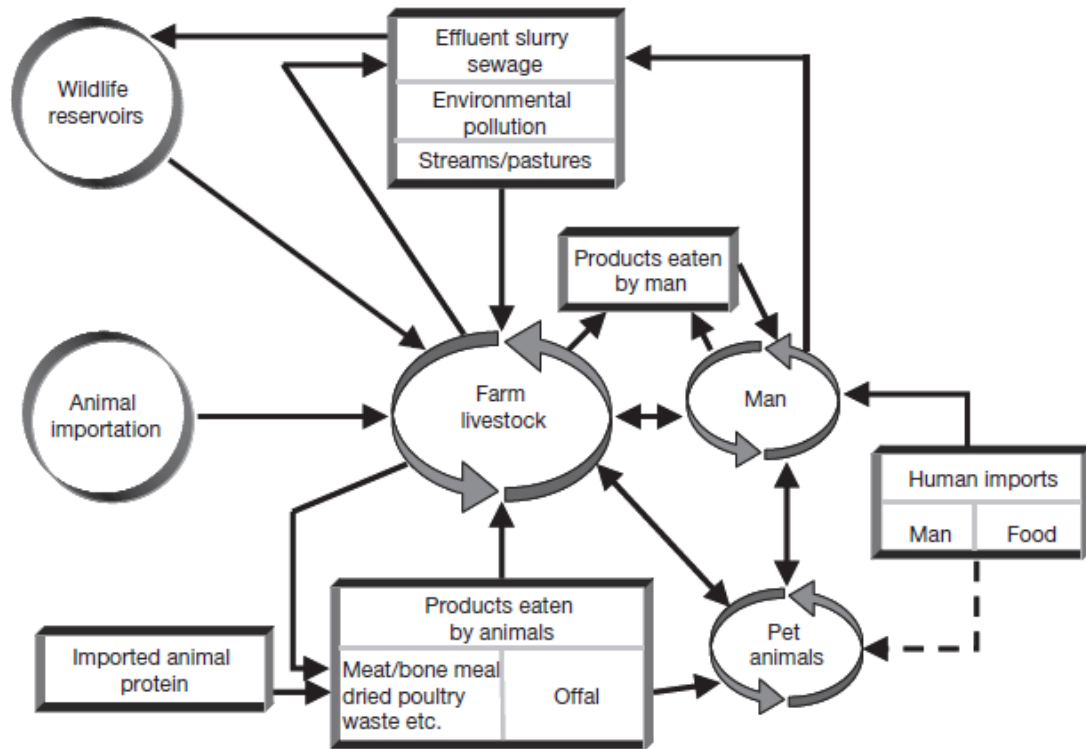 Effluent slurry
sewage
Environmental
pollution
Streams/pastures
Wildlife
reservoirs
Products eaten
by man
Animal
importation
Farm
livestock
Man
Human imports
Man
Food
Products eaten
by animals
Meat/bone meal
dried poultry
waste etc.
Offal
Imported animal
protein
Pet
animals